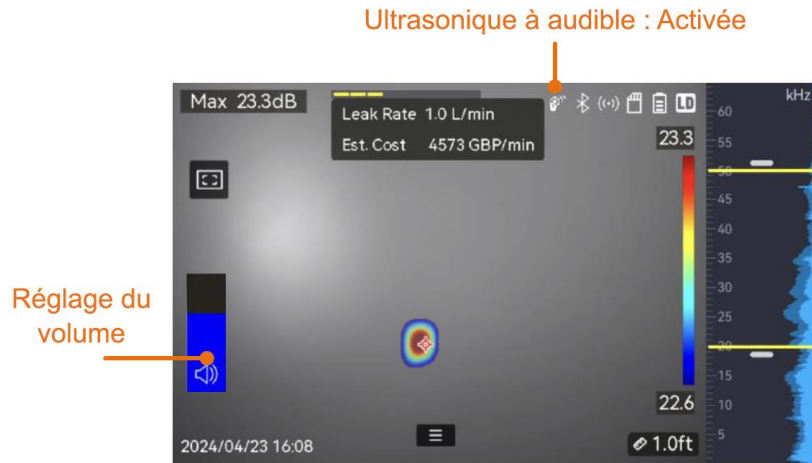 Ultrasonique à audible : Activée
Max 23.3dB
Leak Rate 1.0 L/min
Est. Cost 4573 GBP/min
LD
kHz
23.3
60
55
50
45
40
35
30
25
20
15
10
5
Réglage du
volume
22.6
2024/04/23 16:08
1.0ft